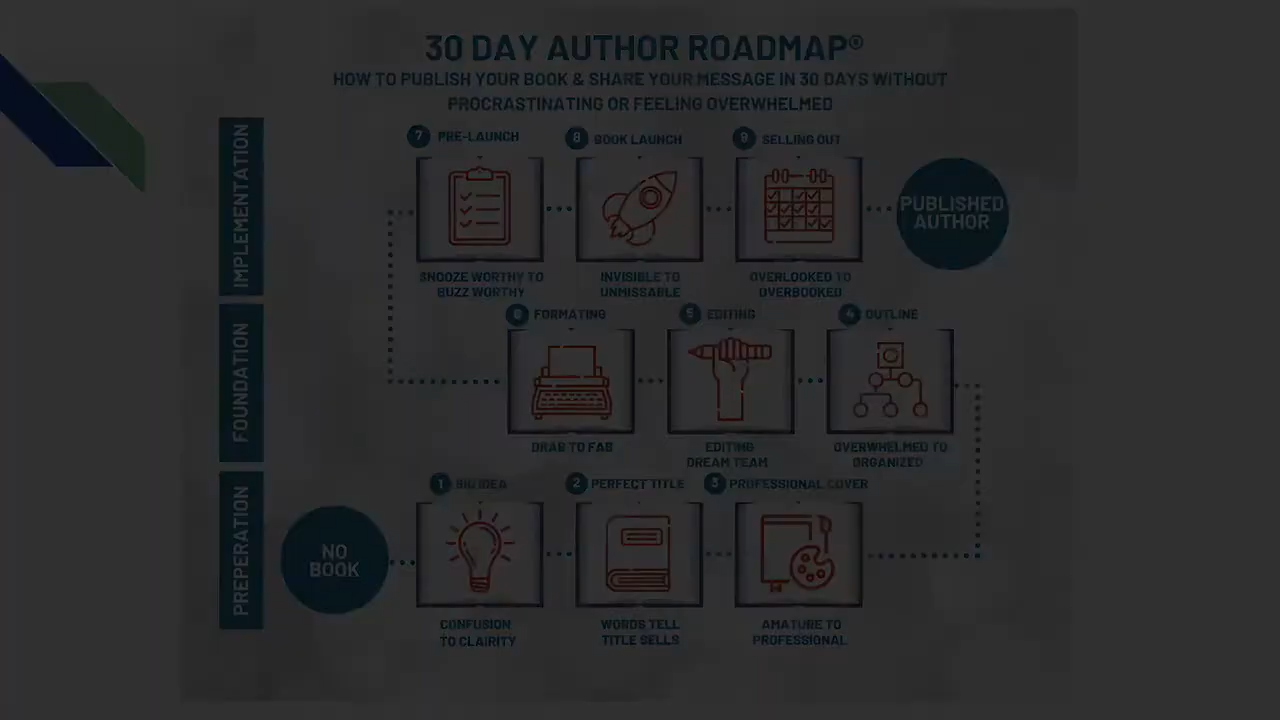 30 DAY AUTHOR ROADMAP®
HOW TO PUBLISH YOUR BOOK & SHARE YOUR MESSAGE IN 30 DAYS WITHOUT
PROCRASTINATING OR FEELING OVERWHELMED
IMPLEMENTATION
7 PRE-LAUNCH
8 BOOK LAUNCH
9 SELLING OUT
PUBLISHED
AUTHOR
SNOOZE WORTHY TO
BUZZ WORTHY
INVISIBLE TO
UNMISSABLE
OVERLOOKED TO
OVERBOOKED
FOUNDATION
6 FORMATING
5 EDITING
4 OUTLINE
DRAB TO FAB
EDITING
DREAM TEAM
OVERWHELMED TO
ORGANIZED
PREPERATION
NO
BOOK
1 BIG IDEA
2 PERFECT TITLE
3 PROFESSIONAL COVER
CONFUSION
TO CLAIRITY
WORDS TELL
TITLE SELLS
AMATURE TO
PROFESSIONAL